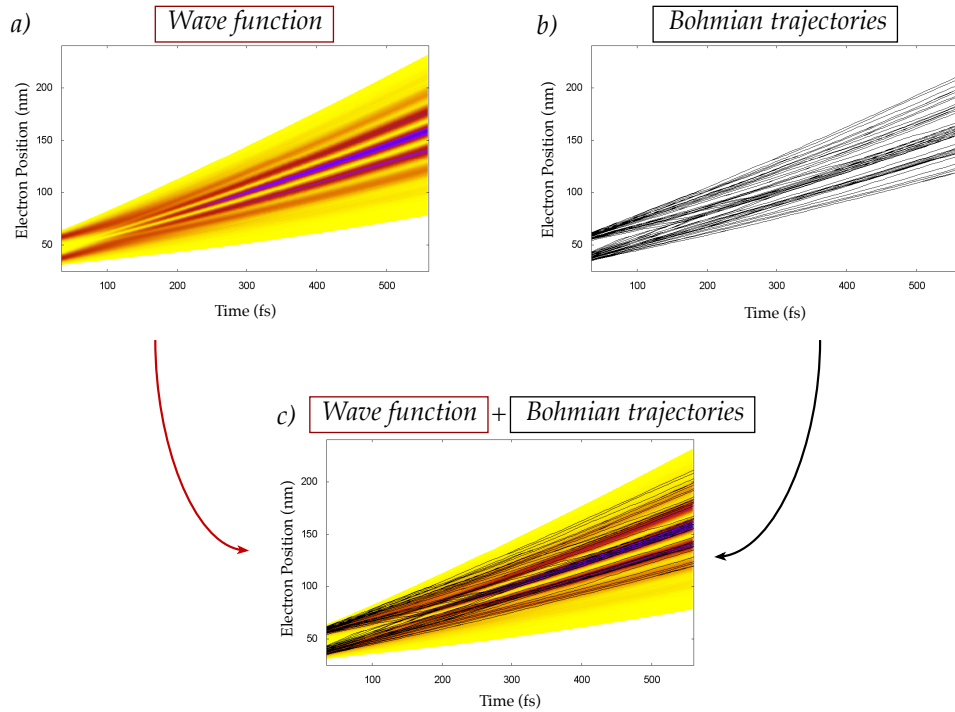 a) Wave function
200
150
100
50
Electron Position (nm)
100 200 300 400 500
Time (fs)
b) Bohmian trajectories
200
150
100
50
Electron Position (nm)
100 200 300 400 500
Time (fs)
c) Wave function + Bohmian trajectories
200
150
100
50
Electron Position (nm)
100 200 300 400 500
Time (fs)